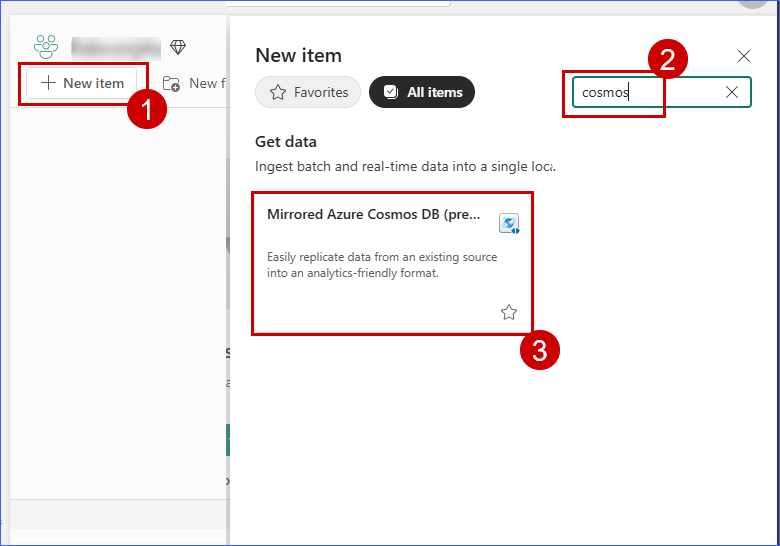 New item
+ New item
New f
1
Favorites
All items
cosmos
2
Get data
Ingest batch and real-time data into a single loca
Mirrored Azure Cosmos DB (pre...
Easily replicate data from an existing source
into an analytics-friendly format.
3